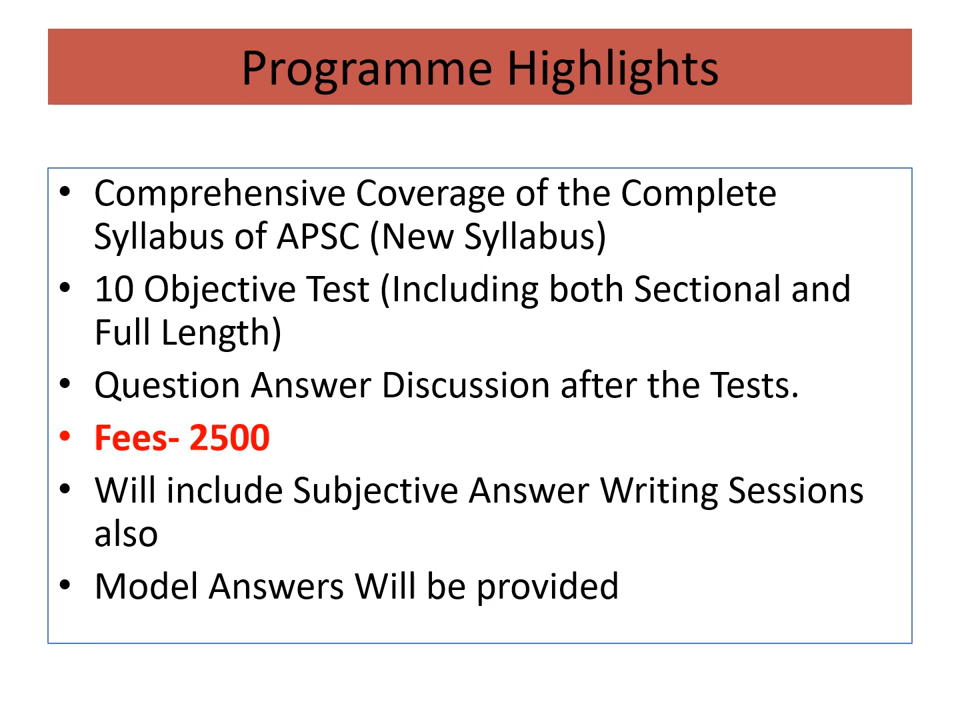 Programme Highlights
• Comprehensive Coverage of the Complete
Syllabus of APSC (New Syllabus)
• 10 Objective Test (Including both Sectional and
Full Length)
• Question Answer Discussion after the Tests.
• Fees- 2500
• Will include Subjective Answer Writing Sessions
also
• Model Answers Will be provided